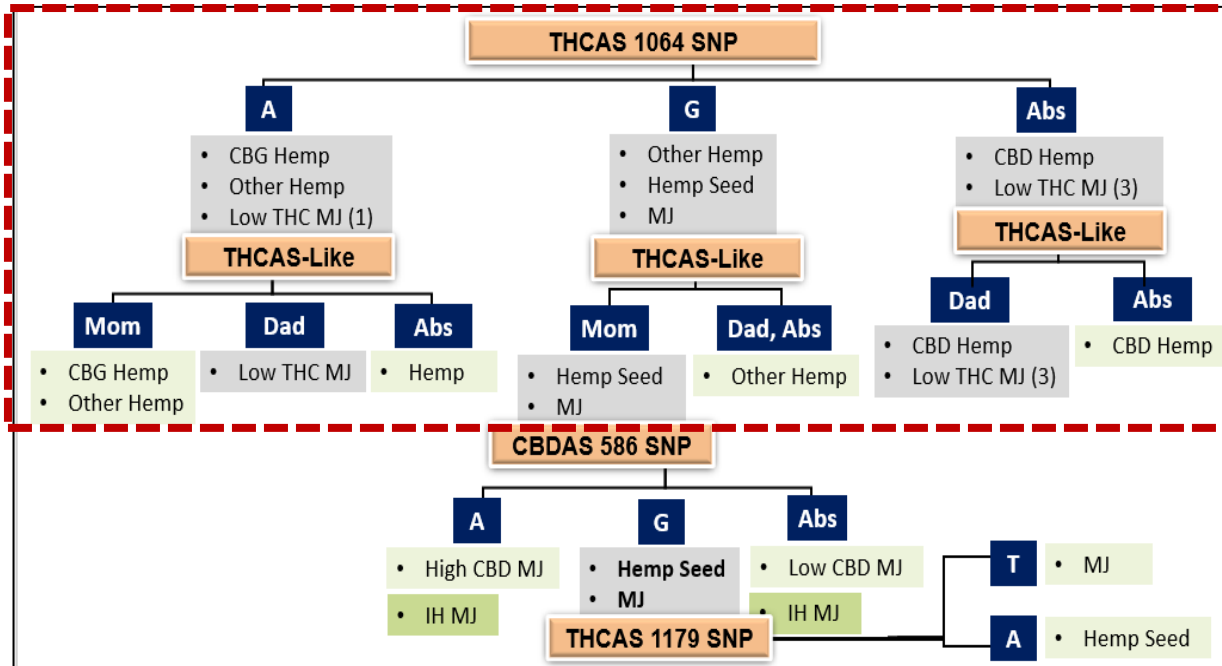 THCAS 1064 SNP
A
G
Abs
• CBG Hemp
• Other Hemp
• Low THC MJ (1)
• Other Hemp
• Hemp Seed
• MJ
• CBD Hemp
• Low THC MJ (3)
THCAS-Like
THCAS-Like
THCAS-Like
Mom
Dad
Abs
Mom
Dad, Abs
Dad
Abs
• CBG Hemp
• Other Hemp
• Low THC MJ
• Hemp
• Hemp Seed
• MJ
• Other Hemp
• CBD Hemp
• Low THC MJ (3)
• CBD Hemp
CBDAS 586 SNP
A
G
Abs
• High CBD MJ
• IH MJ
• Hemp Seed
• MJ
• Low CBD MJ
• IH MJ
THCAS 1179 SNP
T
• MJ
A
• Hemp Seed